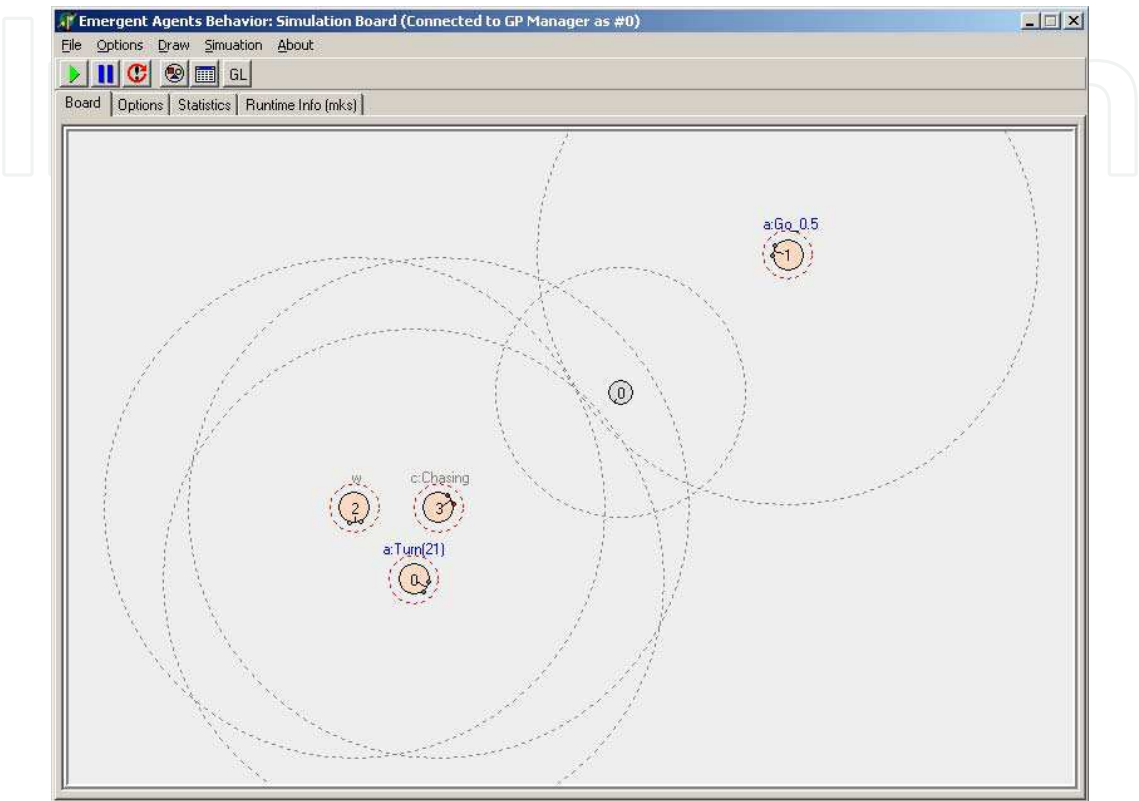 Emergent Agents Behavior: Simulation Board (Connected to GP Manager as #0)
File Options Draw Simuation About
GL
Board Options Statistics Runtime Info (mks)
a:Go_0.5
1
0
w
c:Chasing
2
3
a:Turn(21)
0